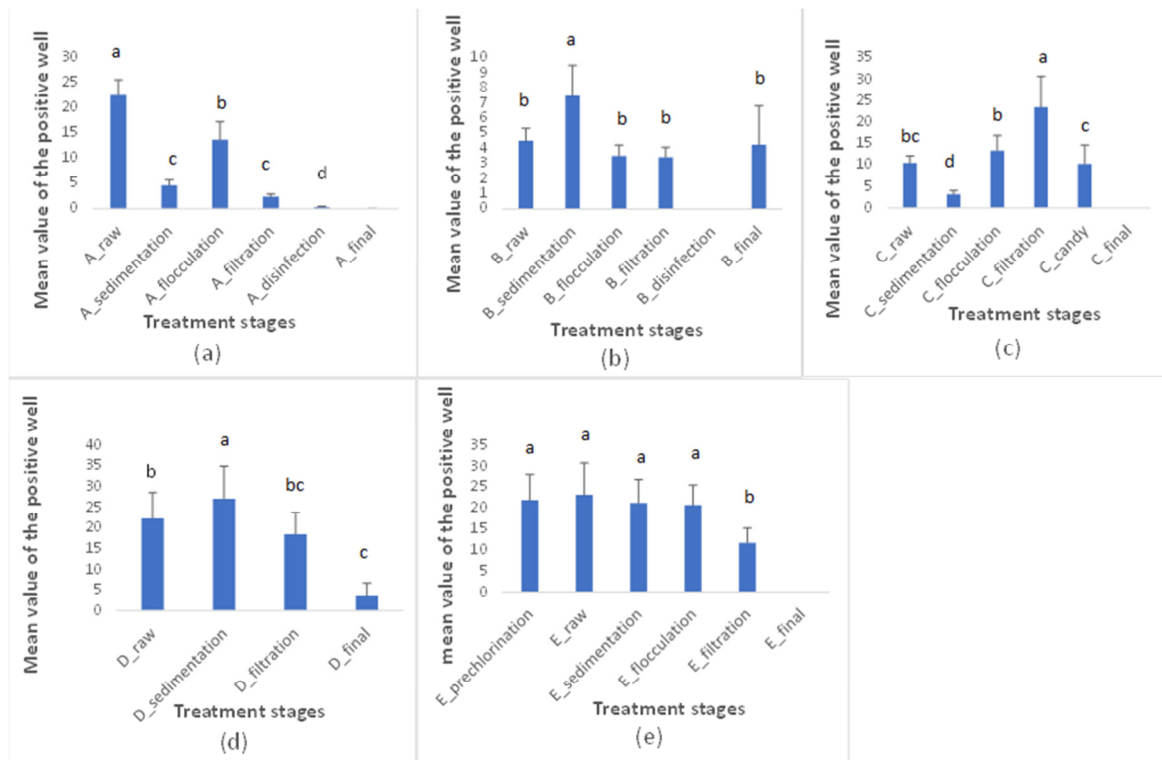 Mean value of the positive well
30
25
20
15
10
5
0
a
c
b
c
d
A_raw
A_sedimentation
A_flocculation
A_filtration
A_disinfection
A_final
Treatment stages
(a)
Mean value of the positive well
10
9
8
7
6
5
4
3
2
1
0
b
a
b
b
b
B_raw
B_sedimentation
B_flocculation
B_filtration
B_disinfection
B_final
Treatment stages
(b)
Mean value of the positive well
35
30
25
20
15
10
5
0
bc
d
b
a
c
C_raw
C_sedimentation
C_flocculation
C_filtration
C_candy
C_final
Treatment stages
(c)
Mean value of the positive well
40
35
30
25
20
15
10
5
0
b
a
bc
c
D_raw
D_sedimentation
D_filtration
D_final
Treatment stages
(d)
mean value of the positive well
35
30
25
20
15
10
5
0
a
a
a
a
b
E_prechlorination
E_raw
E_sedimentation
E_flocculation
E_filtration
E_final
Treatment stages
(e)